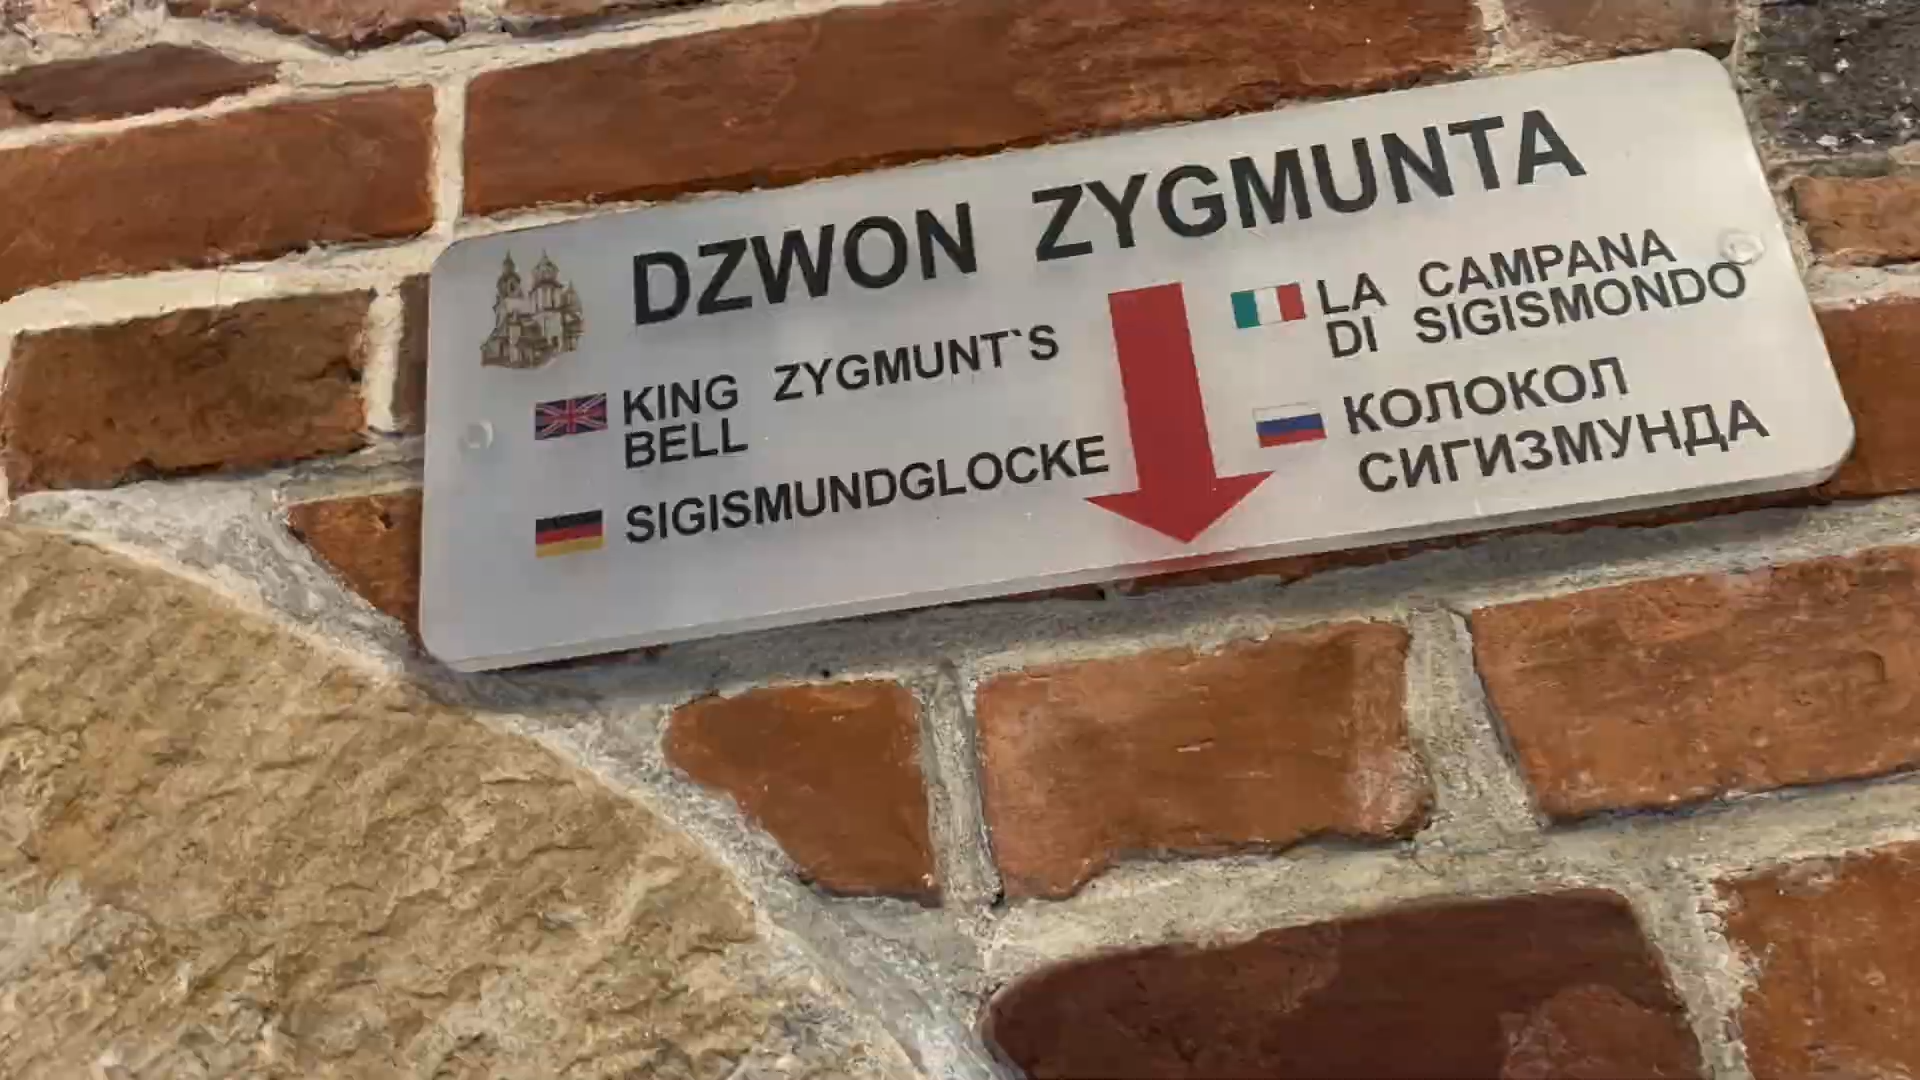 DZWON ZYGMUNTA
KING ZYGMUNT`S
BELL
SIGISMUNDGLOCKE
LA CAMPANA
DI SIGISMONDO
КОЛОКОЛ
СИГИЗМУНДА